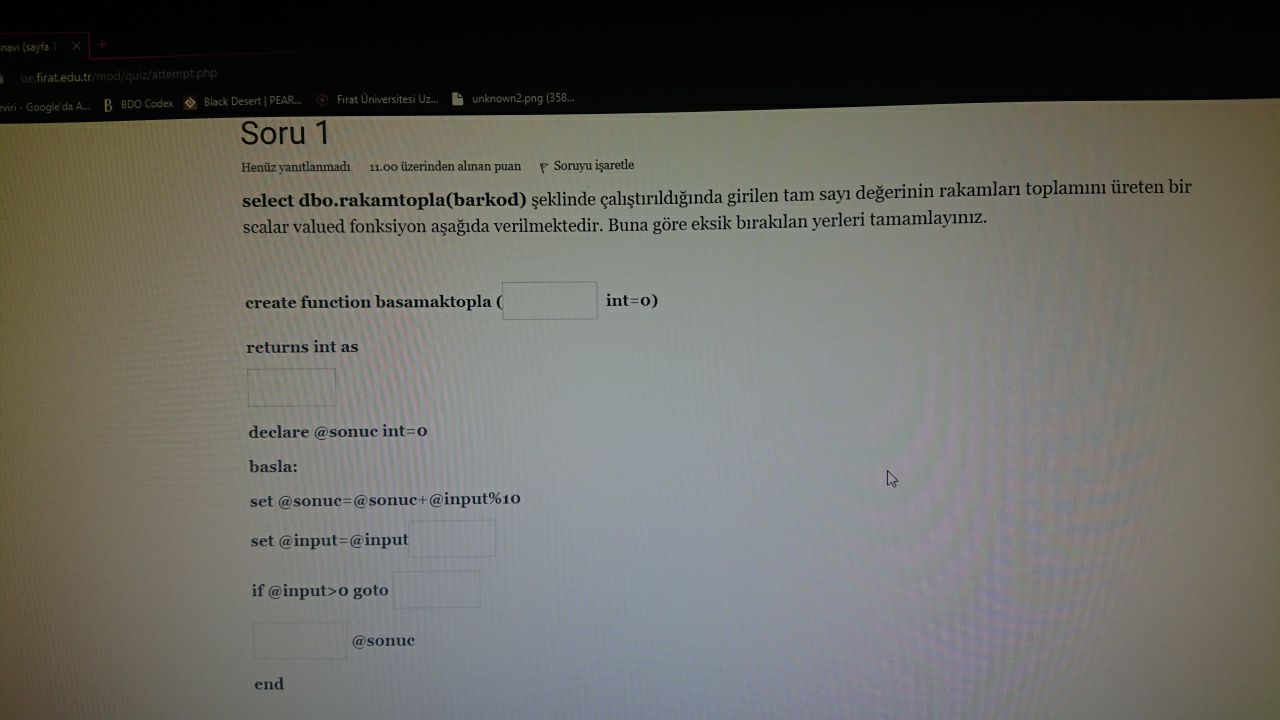 navı (sayfa 1
ue.firat.edu.tr/mod/quiz/attempt.php
eviri - Google'da A... BDO Codex Black Desert | PEAR... Fırat Üniversitesi Uz... unknown2.png (358...
Soru 1
Henüz yanıtlanmadı 11.00 üzerinden alınan puan Soruyu işaretle
select dbo.rakamtopla(barkod) şeklinde çalıştırıldığında girilen tam sayı değerinin rakamları toplamını üreten bir
scalar valued fonksiyon aşağıda verilmektedir. Buna göre eksik bırakılan yerleri tamamlayınız.
create function basamaktopla ( int=0)
returns int as
declare @sonuc int=0
basla:
set @sonuc=@sonuc+@input%10
set @input=@input
if @input>0 goto
@sonuc
end